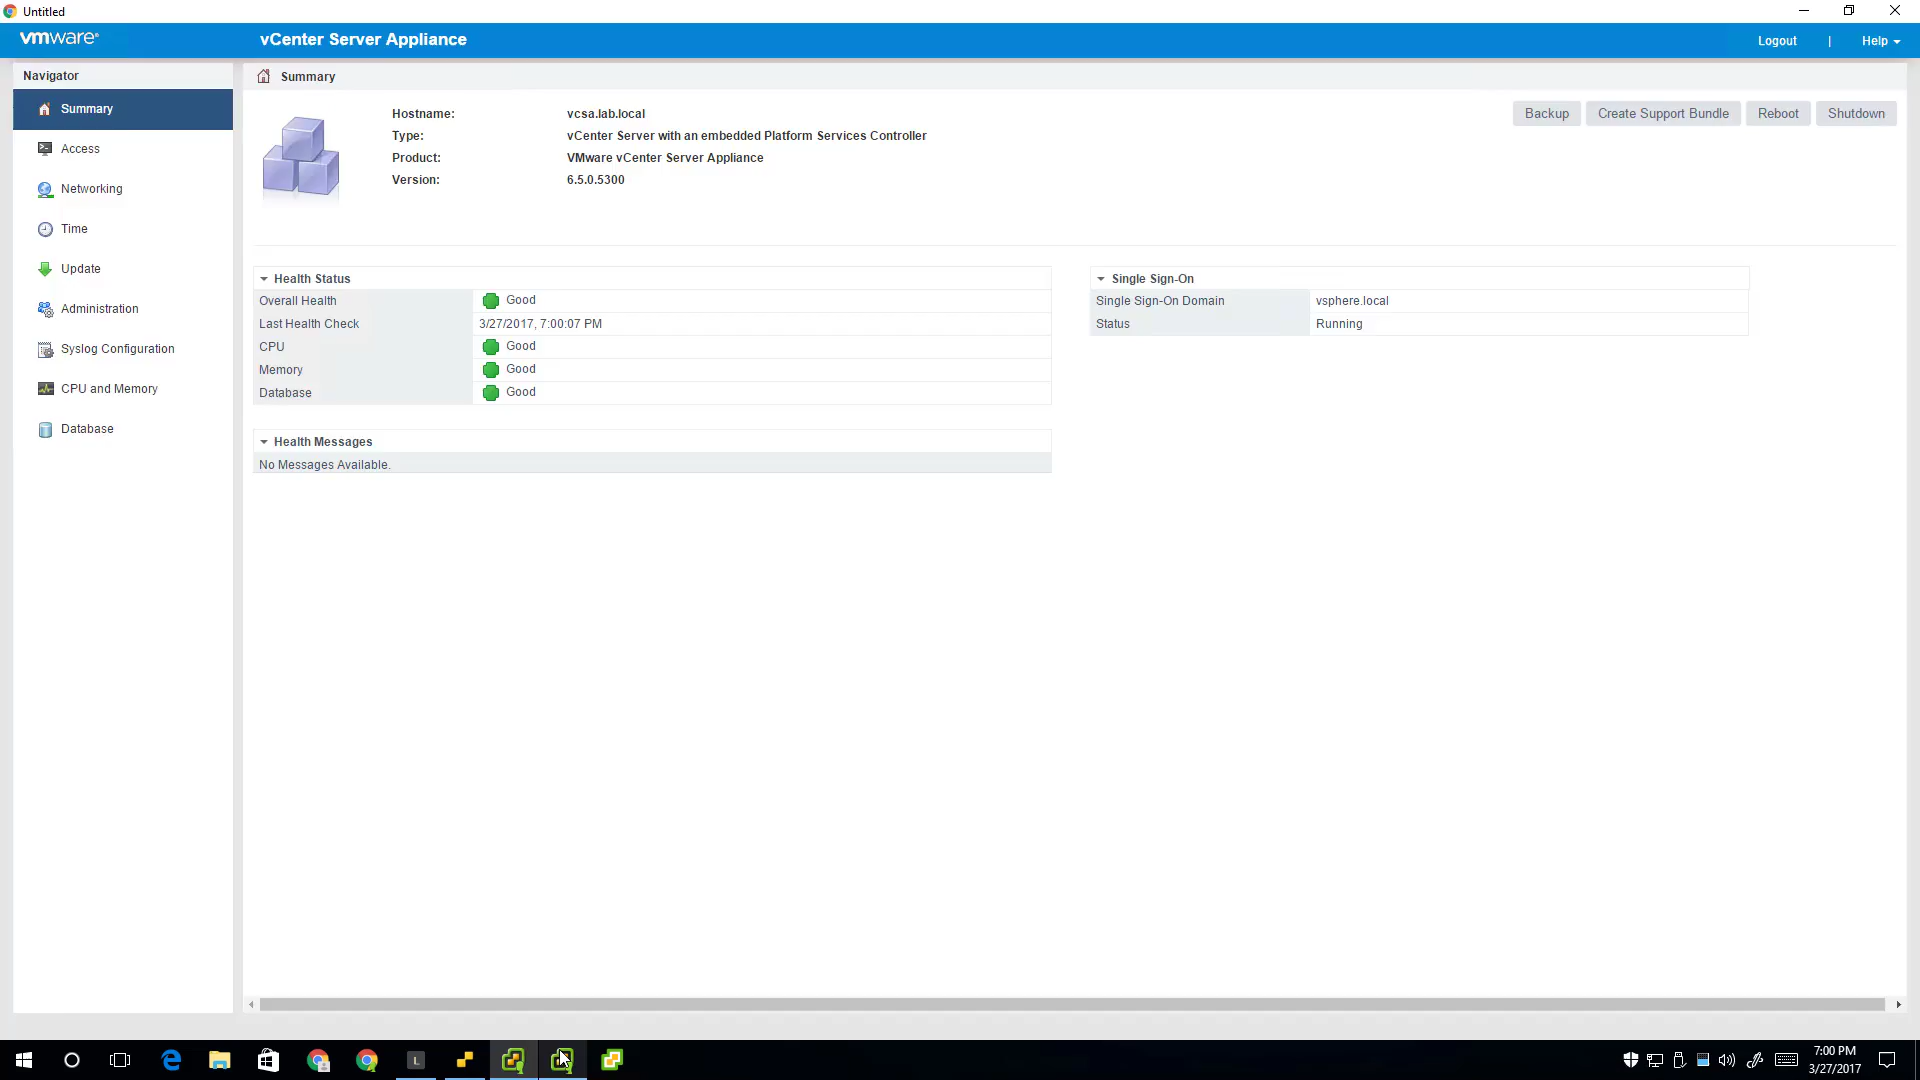 Untitled
vmware®
vCenter Server Appliance
Logout | Help
Navigator
Summary
Access
Networking
Time
Update
Administration
Syslog Configuration
CPU and Memory
Database
Summary
Hostname: vcsa.lab.local
Type: vCenter Server with an embedded Platform Services Controller
Product: VMware vCenter Server Appliance
Version: 6.5.0.5300
Backup Create Support Bundle Reboot Shutdown
Health Status
Overall Health Good
Last Health Check 3/27/2017, 7:00:07 PM
CPU Good
Memory Good
Database Good
Health Messages
No Messages Available.
Single Sign-On
Single Sign-On Domain vsphere.local
Status Running
L
7:00 PM
3/27/2017